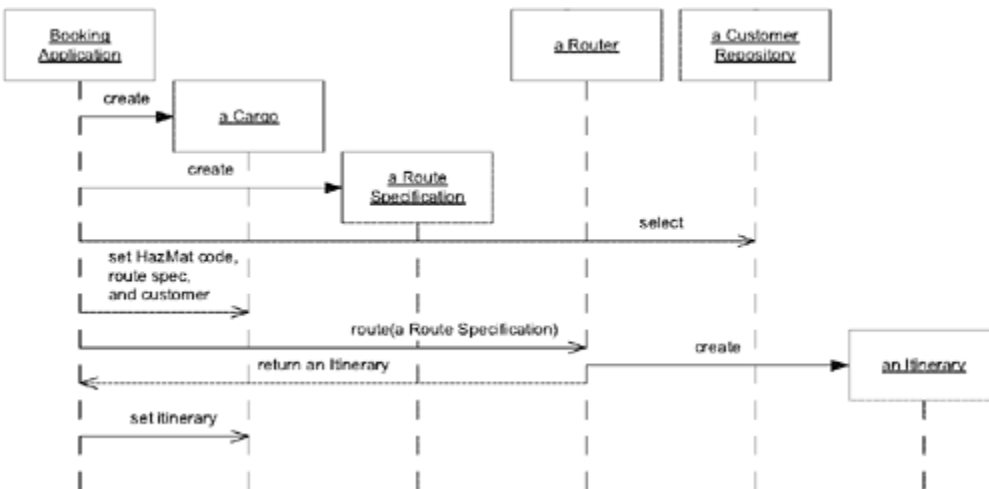 Booking
Application
a Router
a Customer
Repository
create
a Cargo
create
a Route
Specification
select
set HazMat code,
route spec,
and customer
route(a Route Specification)
create
return an Itinerary
an Itinerary
set itinerary